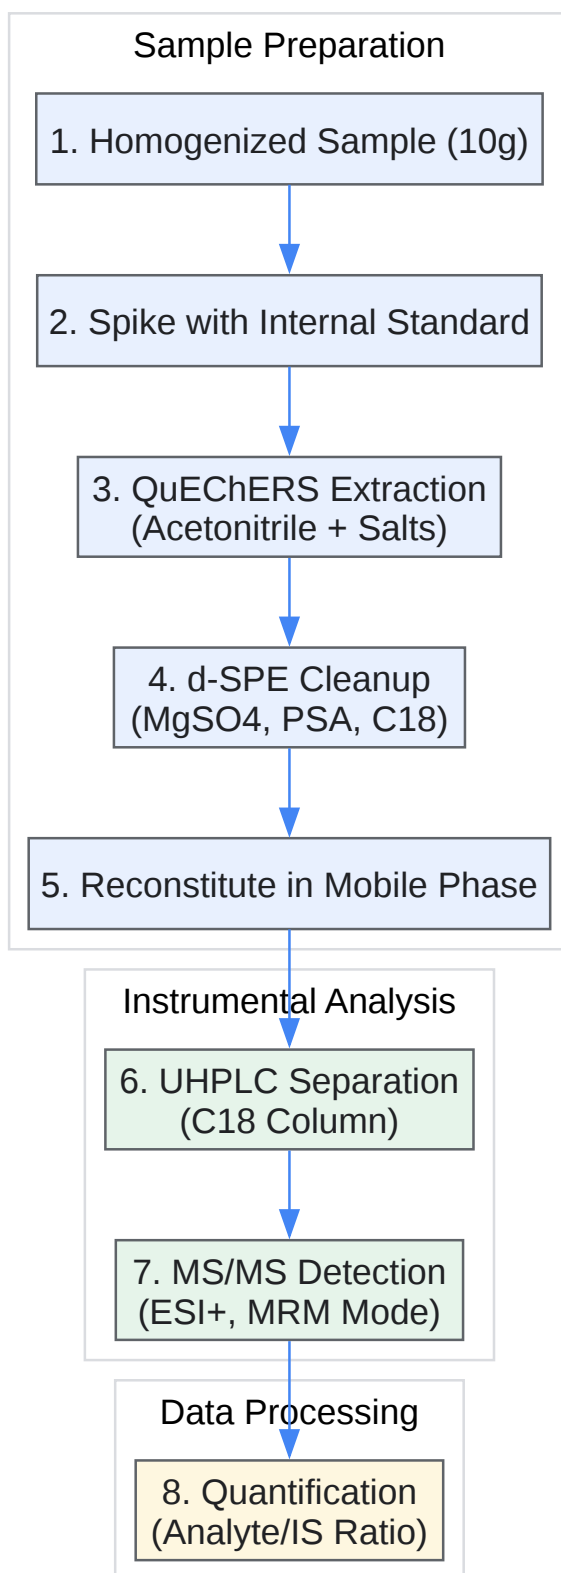 Sample Preparation
1. Homogenized Sample (10g)
2. Spike with Internal Standard
3. QuEChERS Extraction
(Acetonitrile + Salts)
4. d-SPE Cleanup
(MgSO4, PSA, C18)
5. Reconstitute in Mobile Phase
Instrumental Analysis
6. UHPLC Separation
(C18 Column)
7. MS/MS Detection
(ESI+, MRM Mode)
Data Processing
8. Quantification
(Analyte/IS Ratio)